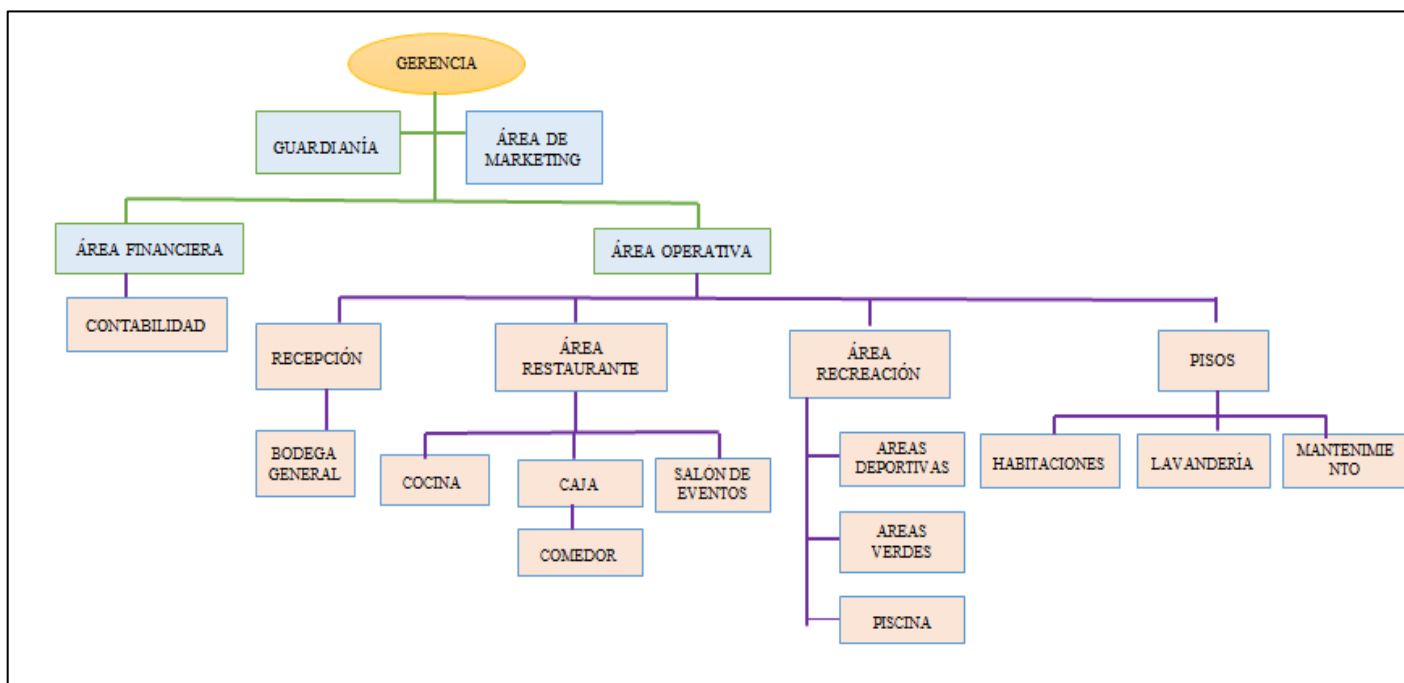 GERENCIA
GUARDIANÍA
ÁREA DE
MARKETING
ÁREA FINANCIERA
ÁREA OPERATIVA
CONTABILIDAD
RECEPCIÓN
ÁREA
RESTAURANTE
ÁREA
RECREACIÓN
PISOS
BODEGA
GENERAL
COCINA
CAJA
SALÓN DE
EVENTOS
AREAS
DEPORTIVAS
HABITACIONES
LAVANDERÍA
MANTENIMIE
NTO
COMEDOR
AREAS
VERDES
PISCINA